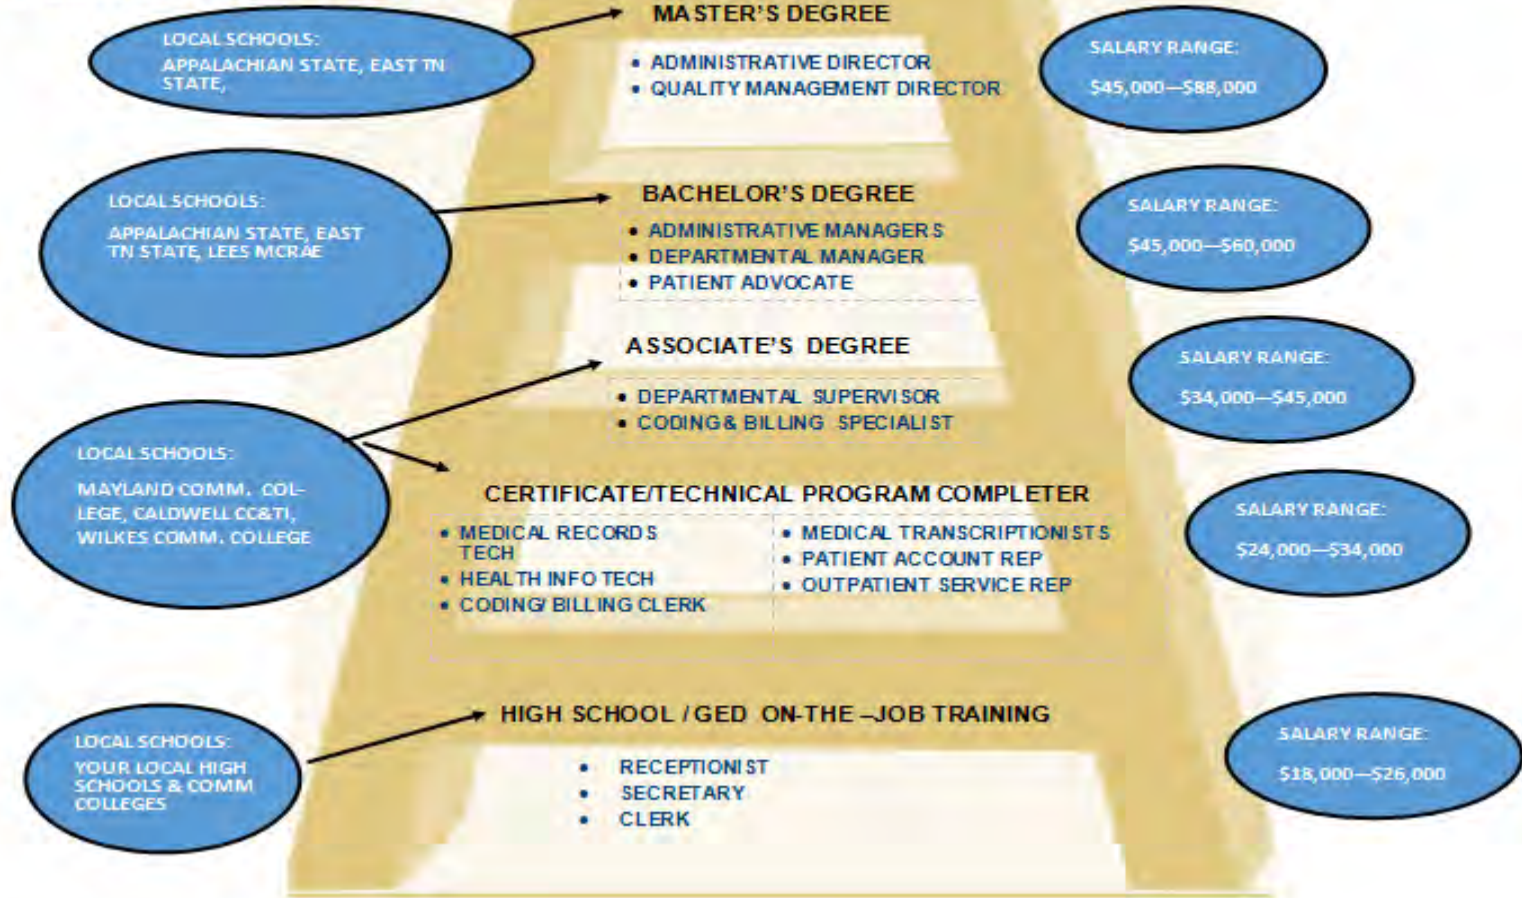 MASTER'S DEGREE
LOCAL SCHOOLS:
APPALACHIAN STATE, EAST TN
STATE,
• ADMINISTRATIVE DIRECTOR
• QUALITY MANAGEMENT DIRECTOR
SALARY RANGE:
$45,000—$88,000
BACHELOR'S DEGREE
LOCAL SCHOOLS:
APPALACHIAN STATE, EAST
TN STATE, LEES MCRAE
• ADMINISTRATIVE MANAGERS
• DEPARTMENTAL MANAGER
• PATIENT ADVOCATE
SALARY RANGE:
$45,000—$60,000
ASSOCIATE'S DEGREE
• DEPARTMENTAL SUPERVISOR
• CODING & BILLING SPECIALIST
SALARY RANGE:
$34,000—$45,000
LOCAL SCHOOLS:
MAYLAND COMM. COL-
LEGE, CALDWELL CC&TI,
WILKES COMM. COLLEGE
CERTIFICATE/TECHNICAL PROGRAM COMPLETER
• MEDICAL RECORDS
TECH
• HEALTH INFO TECH
• CODING/ BILLING CLERK
• MEDICAL TRANSCRIPTIONISTS
• PATIENT ACCOUNT REP
• OUTPATIENT SERVICE REP
SALARY RANGE:
$24,000—$34,000
HIGH SCHOOL / GED ON-THE –JOB TRAINING
LOCAL SCHOOLS:
YOUR LOCAL HIGH
SCHOOLS & COMM
COLLEGES
• RECEPTIONIST
• SECRETARY
• CLERK
SALARY RANGE:
$18,000—$26,000